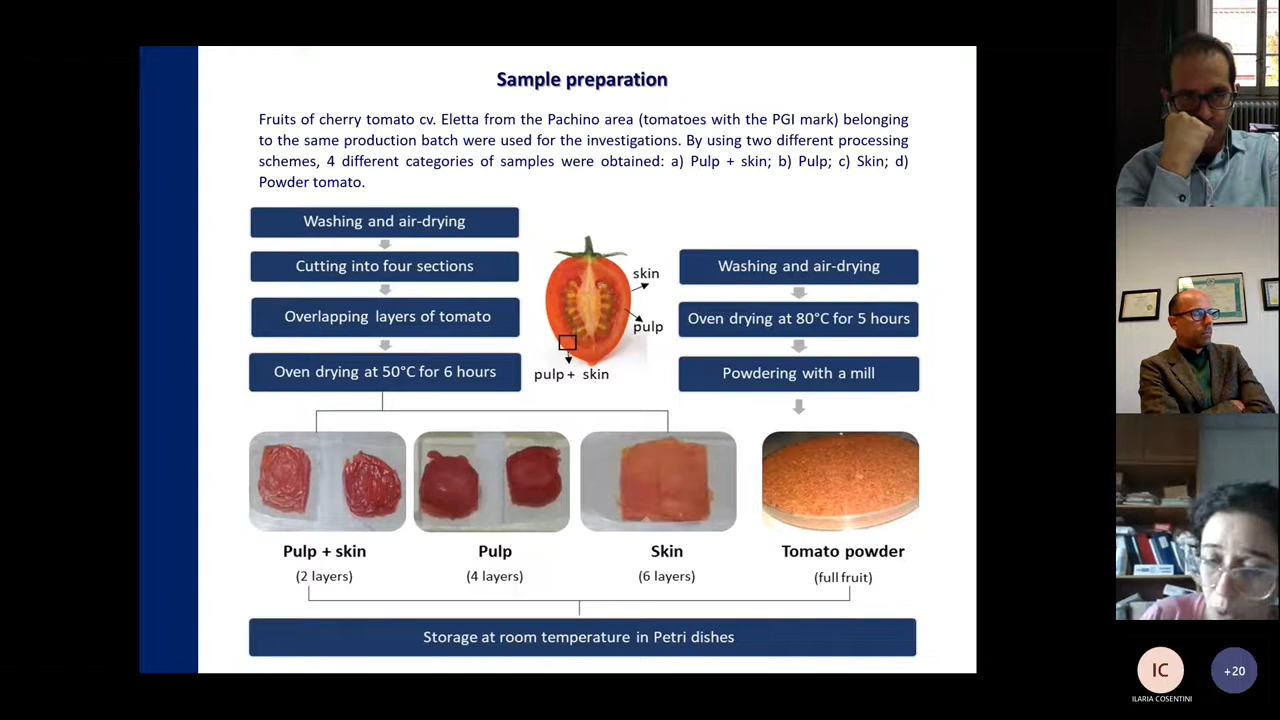 Sample preparation
Fruits of cherry tomato cv. Eletta from the Pachino area (tomatoes with the PGI mark) belonging
to the same production batch were used for the investigations. By using two different processing
schemes, 4 different categories of samples were obtained: a) Pulp + skin; b) Pulp; c) Skin; d)
Powder tomato.
Washing and air-drying
Cutting into four sections
Overlapping layers of tomato
Oven drying at 50°C for 6 hours
skin
pulp
pulp + skin
Washing and air-drying
Oven drying at 80°C for 5 hours
Powdering with a mill
Pulp + skin
(2 layers)
Pulp
(4 layers)
Skin
(6 layers)
Tomato powder
(full fruit)
Storage at room temperature in Petri dishes
IC
ILARIA COSENTINI
+20